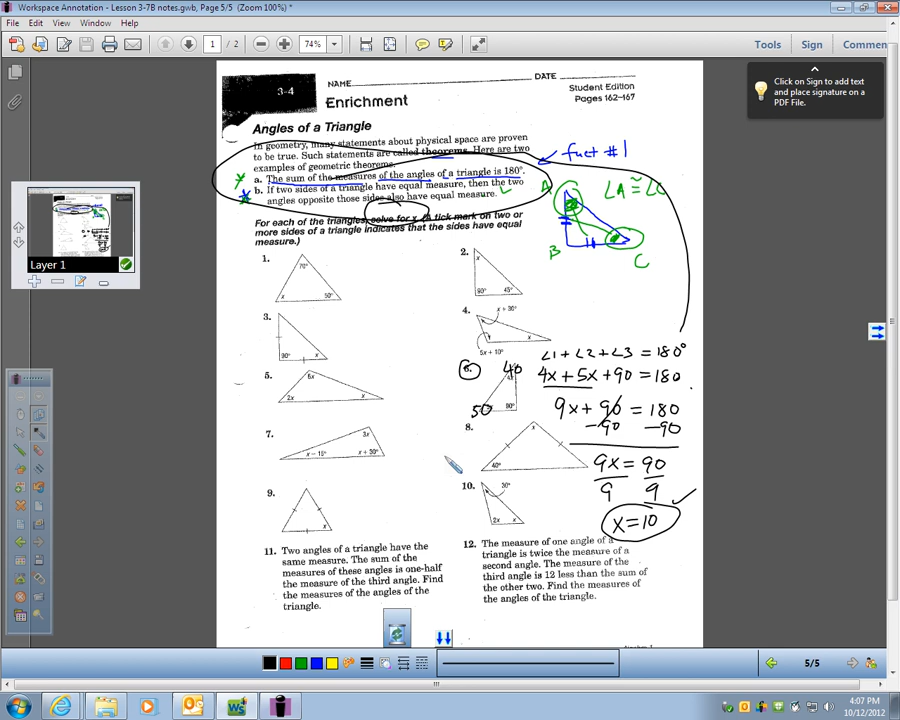 Workspace Annotation - Lesson 3-7B notes.gwb, Page 5/5 (Zoom 100%) *
File Edit View Window Help
1 / 2
74%
Tools Sign Commen
Click on Sign to add text
and place signature on a
PDF File.
3-4
NAME
DATE
Enrichment
Student Edition
Pages 162-167
Angles of a Triangle
In geometry, many statements about physical space are proven
to be true. Such statements are called theorems. Here are two
examples of geometric theorems.
a. The sum of the measures of the angles of a triangle is 180°.
b. If two sides of a triangle have equal measure, then the two
angles opposite those sides also have equal measure.
fact #1
A
∠A ≅ ∠C
B
C
For each of the triangles, solve for x. (A tick mark on two or
more sides of a triangle indicates that the sides have equal
measure.)
1.
70°
x
50°
2.
x
90°
45°
3.
90°
x
4.
x + 30°
5x + 10°
x
5.
6x
2x
x
6.
40
4x
50
90°
∠1 + ∠2 + ∠3 = 180°
4x + 5x + 90 = 180
9x + 90 = 180
-90 -90
9x = 90
9 9
x = 10
7.
3x
x - 15°
x + 30°
8.
x
40°
9.
x
10.
30°
2x
x
11. Two angles of a triangle have the
same measure. The sum of the
measures of these angles is one-half
the measure of the third angle. Find
the measures of the angles of the
triangle.
12. The measure of one angle of a
triangle is twice the measure of a
second angle. The measure of the
third angle is 12 less than the sum of
the other two. Find the measures of
the angles of the triangle.
Layer 1
5/5
4:07 PM
10/12/2012